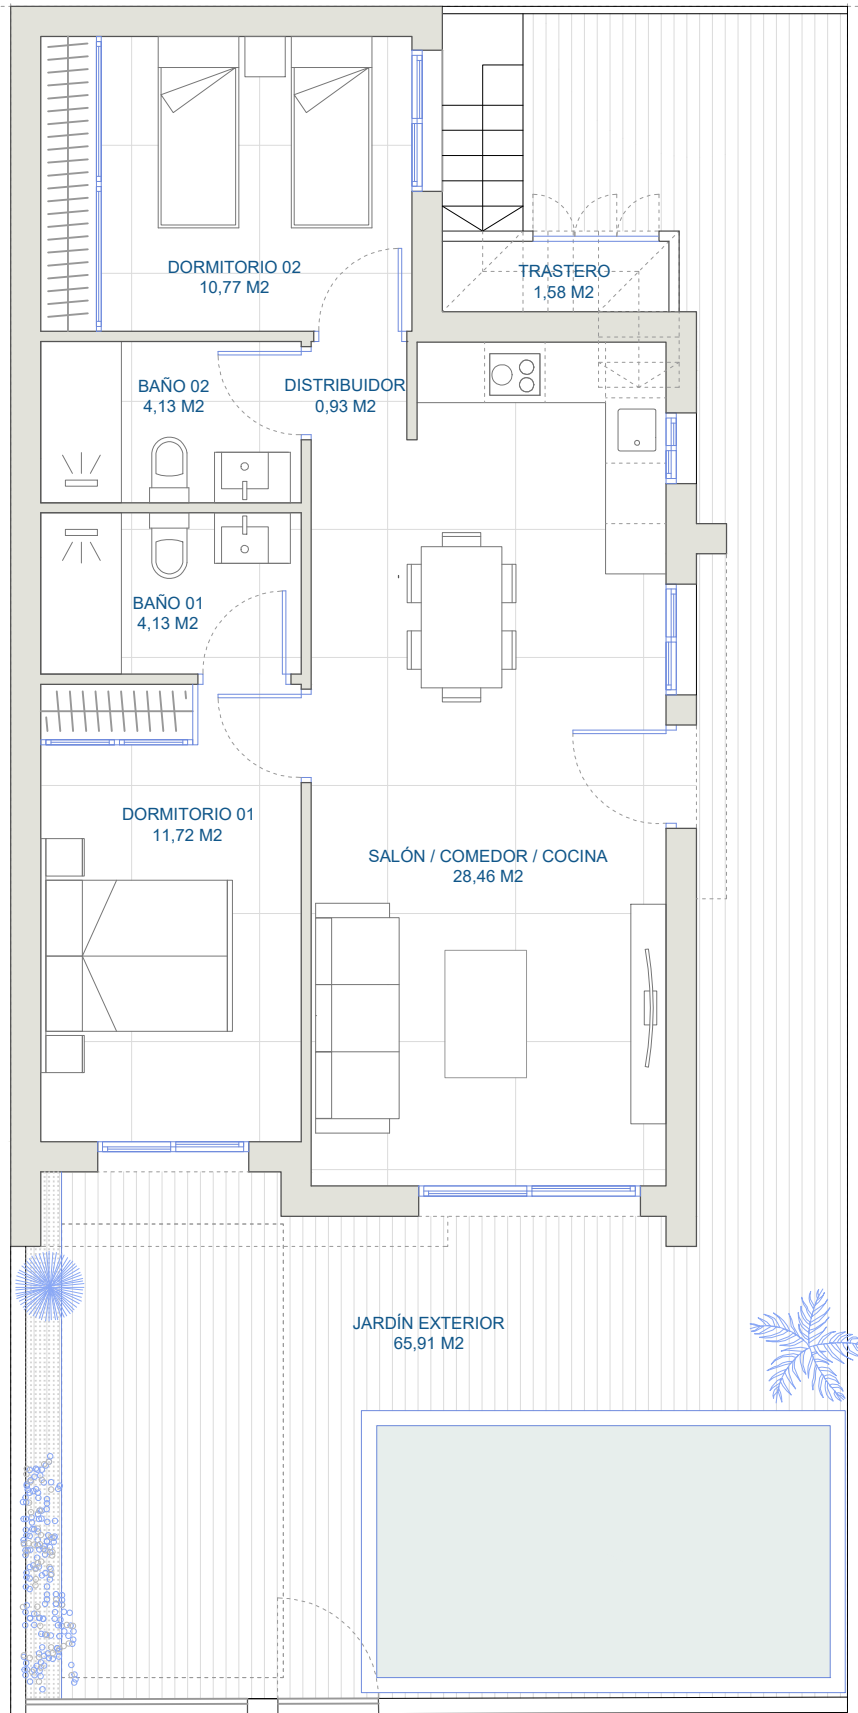 DORMITORIO 02
10,77 M2
TRASTERO
1,58 M2
BAÑO 02
4,13 M2
DISTRIBUIDOR
0,93 M2
BAÑO 01
4,13 M2
DORMITORIO 01
11,72 M2
SALÓN / COMEDOR / COCINA
28,46 M2
JARDÍN EXTERIOR
65,91 M2